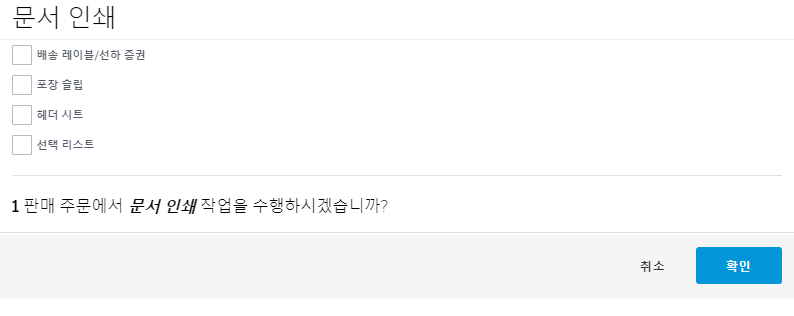 문서 인쇄
배송 레이블/선하 증권
포장 슬립
헤더 시트
선택 리스트
1 판매 주문에서 문서 인쇄 작업을 수행하시겠습니까?
취소
확인